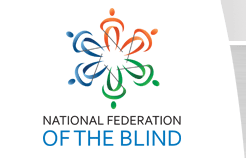 NATIONAL FEDERATION
OF THE BLIND